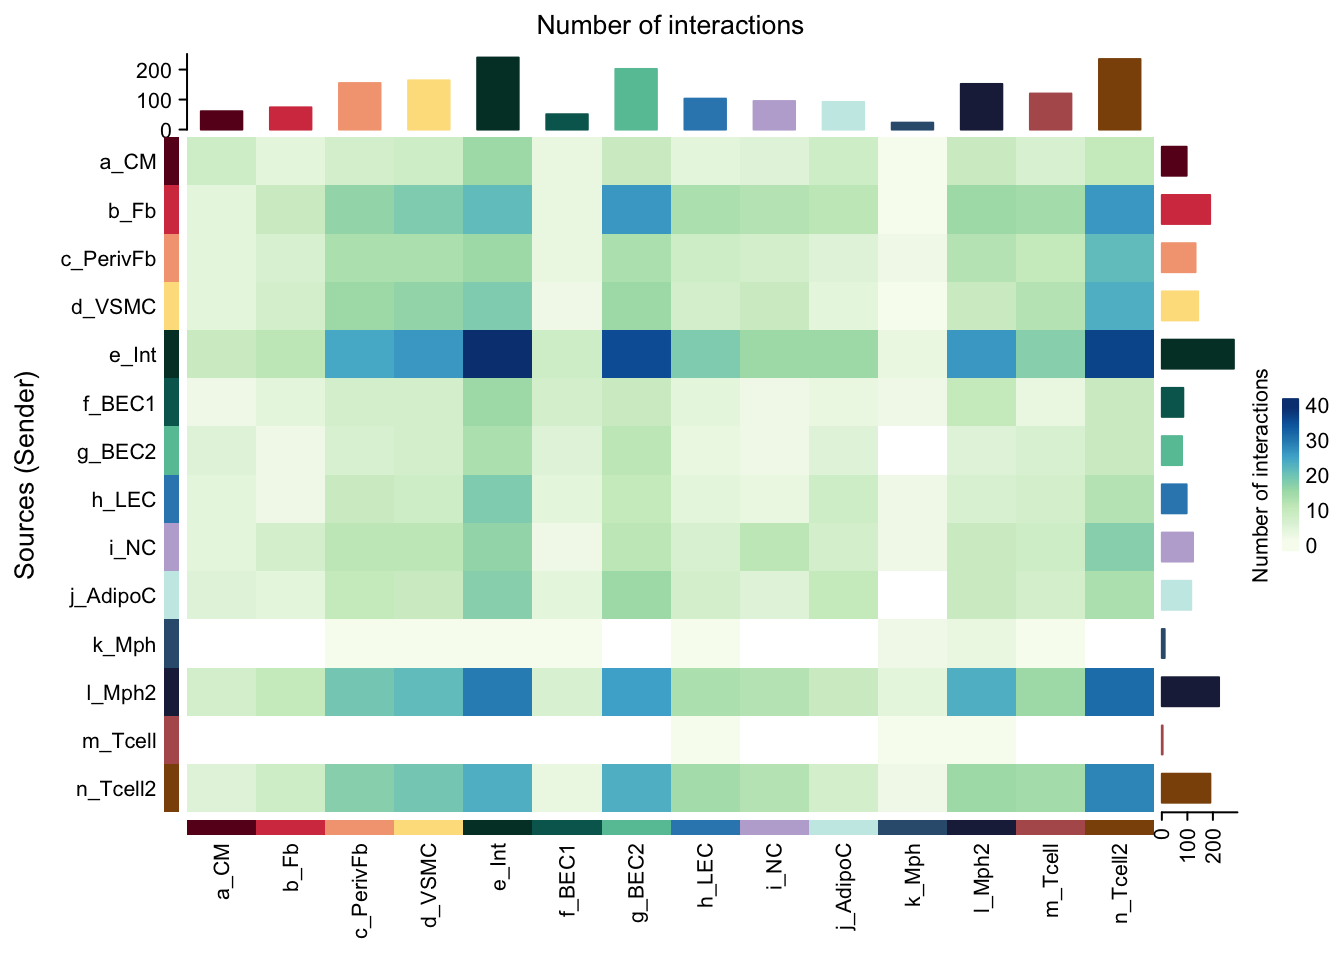 Number of interactions
200
100
0
a_CM
b_Fb
c_PerivFb
d_VSMC
e_Int
f_BEC1
g_BEC2
h_LEC
i_NC
j_AdipoC
k_Mph
l_Mph2
m_Tcell
n_Tcell2
Sources (Sender)
a_CM
b_Fb
c_PerivFb
d_VSMC
e_Int
f_BEC1
g_BEC2
h_LEC
i_NC
j_AdipoC
k_Mph
l_Mph2
m_Tcell
n_Tcell2
0
100
200
Number of interactions
40
30
20
10
0